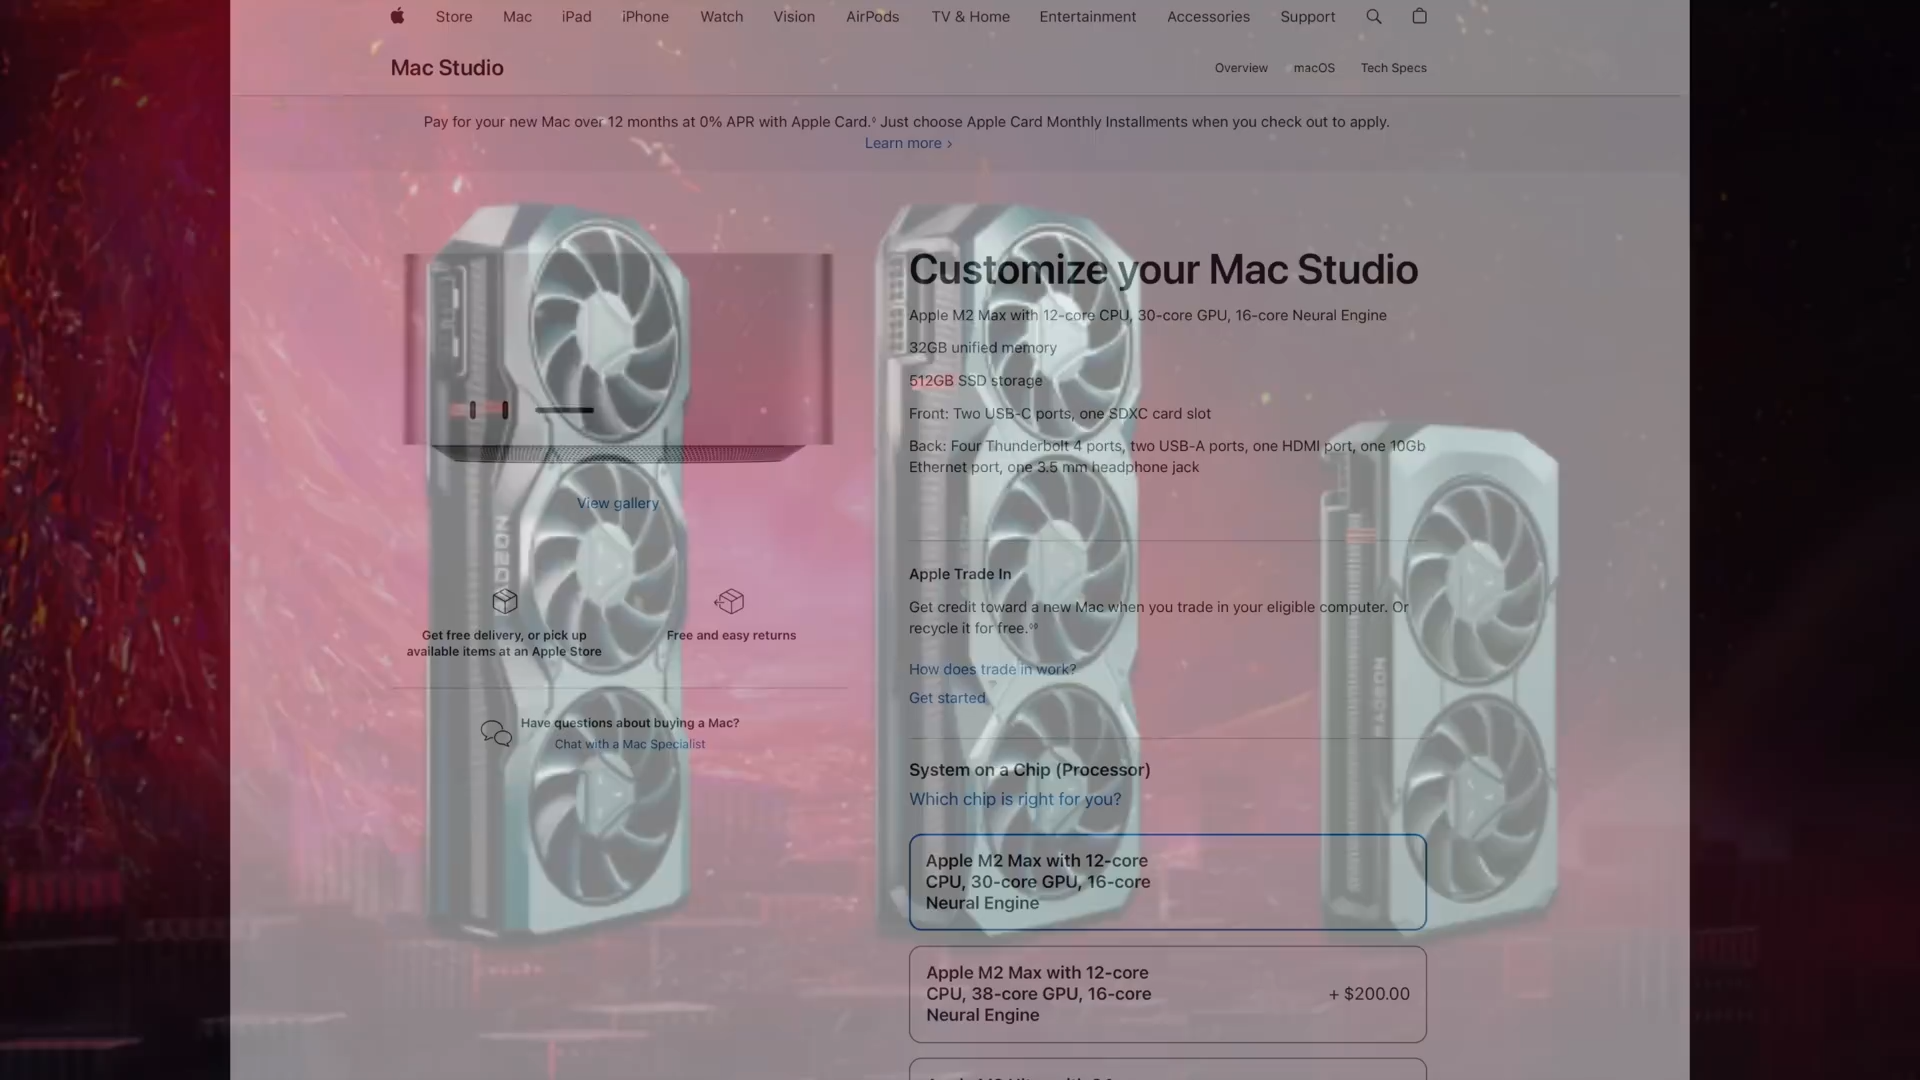 Store Mac iPad iPhone Watch Vision AirPods TV & Home Entertainment Accessories Support
Mac Studio
Overview macOS Tech Specs
Pay for your new Mac over 12 months at 0% APR with Apple Card.◊ Just choose Apple Card Monthly Installments when you check out to apply.
Learn more >
Customize your Mac Studio
Apple M2 Max with 12-core CPU, 30-core GPU, 16-core Neural Engine
32GB unified memory
512GB SSD storage
Front: Two USB-C ports, one SDXC card slot
Back: Four Thunderbolt 4 ports, two USB-A ports, one HDMI port, one 10Gb
Ethernet port, one 3.5 mm headphone jack
View gallery
RADEON
Get free delivery, or pick up
available items at an Apple Store
Free and easy returns
Have questions about buying a Mac?
Chat with a Mac Specialist
Apple Trade In
Get credit toward a new Mac when you trade in your eligible computer. Or
recycle it for free.◊◊
How does trade in work?
Get started
RADEON
System on a Chip (Processor)
Which chip is right for you?
Apple M2 Max with 12-core
CPU, 30-core GPU, 16-core
Neural Engine
Apple M2 Max with 12-core
CPU, 38-core GPU, 16-core
Neural Engine
+ $200.00